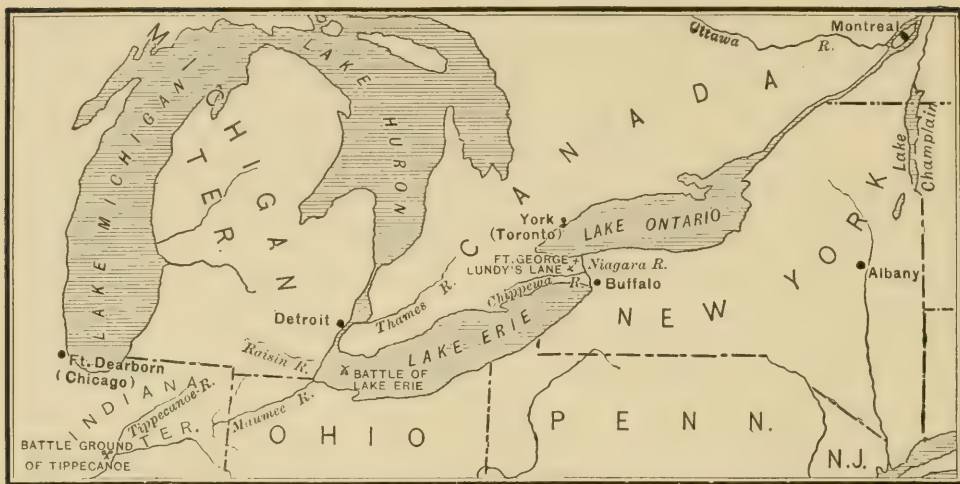 MICHIGAN TER.
LAKE MICHIGAN
LAKE HURON
CANADA
Ottawa R.
Montreal
Lake Champlain
York
(Toronto)
LAKE ONTARIO
FT. GEORGE
LUNDY'S LANE
Niagara R.
Chippewa R.
Buffalo
NEW YORK
Albany
Detroit
Thames R.
LAKE ERIE
Raisin R.
BATTLE OF
LAKE ERIE
Ft. Dearborn
(Chicago)
INDIANA TER.
Tippecanoe R.
Maumee R.
BATTLE GROUND
OF TIPPECANOE
OHIO
PENN.
N.J.